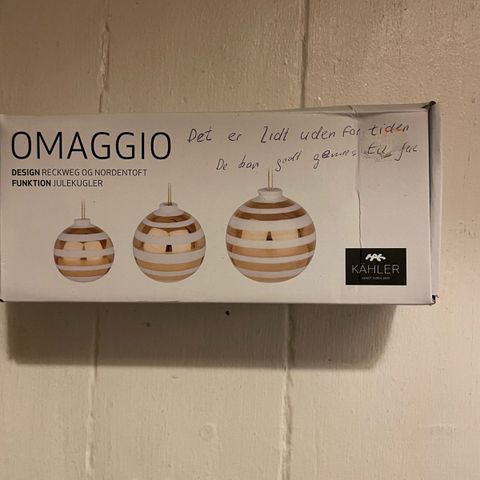 OMAGGIO
DESIGN RECKWEG OG NORDENTOFT
FUNKTION JULEKUGLER
Det er lidt uden for tiden
De kan godt gemmes til jul
KÄHLER